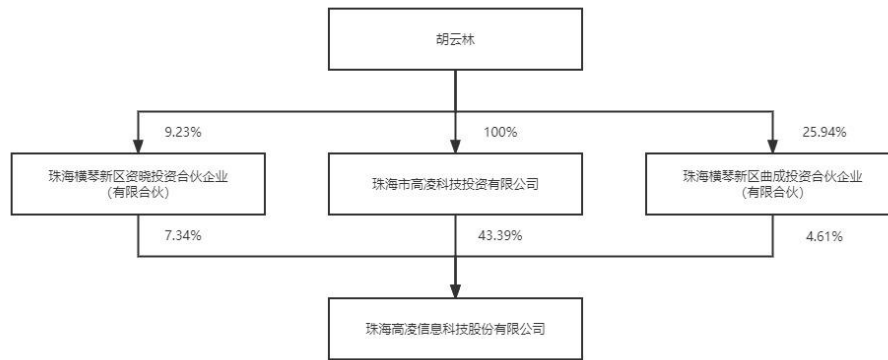 胡云林
9.23%
100%
25.94%
珠海横琴新区资晓投资合伙企业
（有限合伙）
珠海市高凌科技投资有限公司
珠海横琴新区曲成投资合伙企业
（有限合伙）
7.34%
43.39%
4.61%
珠海高凌信息科技股份有限公司